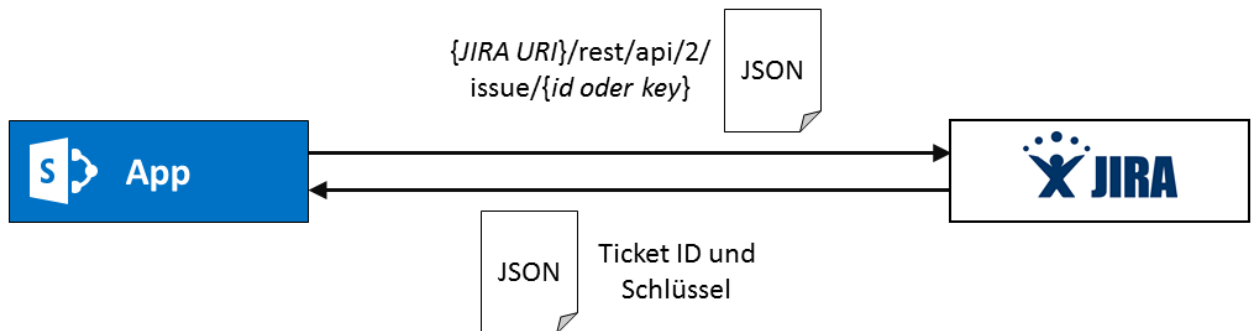 {JIRA URI}/rest/api/2/
issue/{id oder key}
JSON
S
App
JIRA
JSON
Ticket ID und
Schlüssel